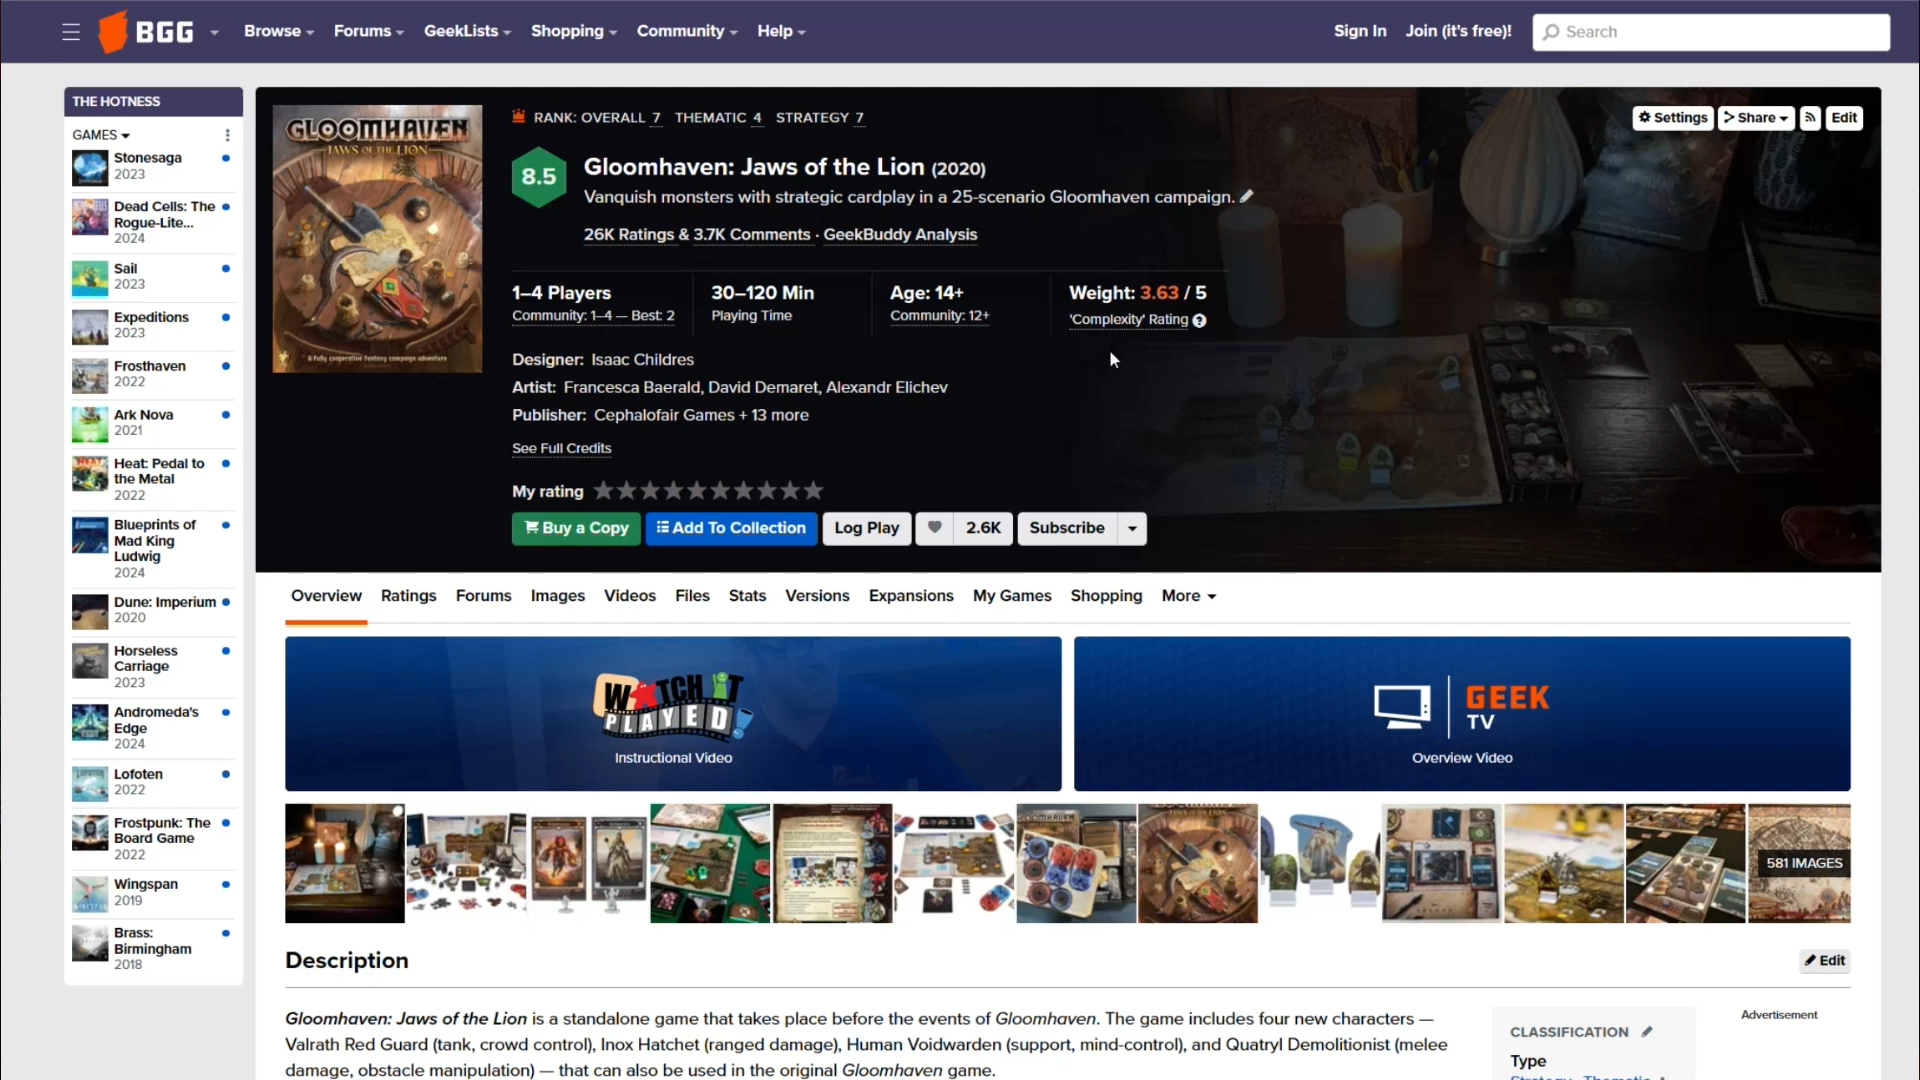 BGG
Browse
Forums
GeekLists
Shopping
Community
Help
Sign In
Join (it's free)!
Search
THE HOTNESS
GAMES
Stonesaga
2023
Dead Cells: The
Rogue-Lite...
2024
Sail
2023
Expeditions
2023
Frosthaven
2022
Ark Nova
2021
Heat: Pedal to
the Metal
2022
Blueprints of
Mad King
Ludwig
2024
Dune: Imperium
2020
Horseless
Carriage
2023
Andromeda's
Edge
2024
Lofoten
2022
Frostpunk: The
Board Game
2022
Wingspan
2019
Brass:
Birmingham
2018
GLOOMHAVEN
JAWS OF THE LION
A fully cooperative fantasy campaign adventure
RANK: OVERALL 7 THEMATIC 4 STRATEGY 7
Settings
Share
Edit
8.5
Gloomhaven: Jaws of the Lion (2020)
Vanquish monsters with strategic cardplay in a 25-scenario Gloomhaven campaign.
26K Ratings & 3.7K Comments · GeekBuddy Analysis
1–4 Players
Community: 1–4 — Best: 2
30–120 Min
Playing Time
Age: 14+
Community: 12+
Weight: 3.63 / 5
'Complexity' Rating
Designer: Isaac Childres
Artist: Francesca Baerald, David Demaret, Alexandr Elichev
Publisher: Cephalofair Games + 13 more
See Full Credits
My rating
Buy a Copy
Add To Collection
Log Play
2.6K
Subscribe
Overview
Ratings
Forums
Images
Videos
Files
Stats
Versions
Expansions
My Games
Shopping
More
WATCH IT
PLAYED
Instructional Video
GEEK
TV
Overview Video
581 IMAGES
Description
Edit
Gloomhaven: Jaws of the Lion is a standalone game that takes place before the events of Gloomhaven. The game includes four new characters —
Valrath Red Guard (tank, crowd control), Inox Hatchet (ranged damage), Human Voidwarden (support, mind-control), and Quatryl Demolitionist (melee
damage, obstacle manipulation) — that can also be used in the original Gloomhaven game.
CLASSIFICATION
Type
Advertisement